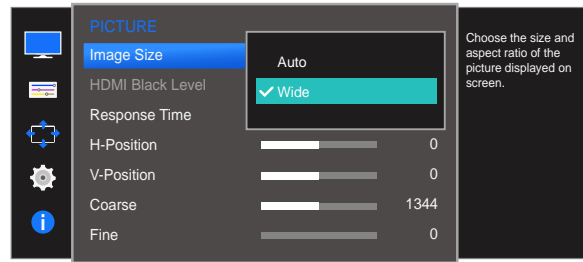 PICTURE
Image Size
Auto
Wide
HDMI Black Level
Response Time
H-Position 0
V-Position 0
Coarse 1344
Fine 0
Choose the size and
aspect ratio of the
picture displayed on
screen.
i